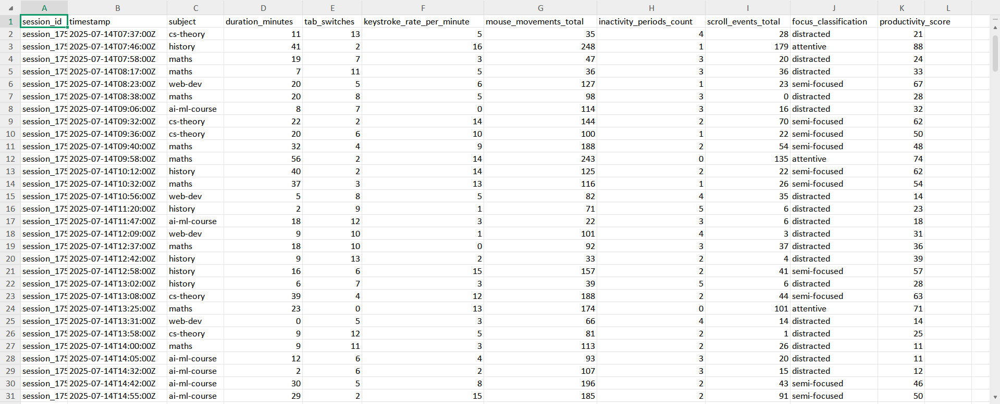 A B C D E F G H I J K L
1 session_id timestamp subject duration_minutes tab_switches keystroke_rate_per_minute mouse_movements_total inactivity_periods_count scroll_events_total focus_classification productivity_score
2 session_175 2025-07-14T07:37:00Z cs-theory 11 13 5 35 4 28 distracted 21
3 session_175 2025-07-14T07:46:00Z history 41 2 16 248 1 179 attentive 88
4 session_175 2025-07-14T07:58:00Z maths 19 7 3 47 3 20 distracted 24
5 session_175 2025-07-14T08:17:00Z maths 7 11 5 36 3 36 distracted 33
6 session_175 2025-07-14T08:23:00Z web-dev 20 5 6 127 1 23 semi-focused 67
7 session_175 2025-07-14T08:38:00Z maths 20 8 5 98 3 0 distracted 28
8 session_175 2025-07-14T09:06:00Z ai-ml-course 8 7 0 114 3 16 distracted 32
9 session_175 2025-07-14T09:32:00Z cs-theory 22 2 14 144 2 70 semi-focused 62
10 session_175 2025-07-14T09:36:00Z cs-theory 20 6 10 100 1 22 semi-focused 50
11 session_175 2025-07-14T09:40:00Z maths 32 4 9 188 2 54 semi-focused 48
12 session_175 2025-07-14T09:58:00Z maths 56 2 14 243 0 135 attentive 74
13 session_175 2025-07-14T10:12:00Z history 40 2 14 125 2 22 semi-focused 62
14 session_175 2025-07-14T10:32:00Z maths 37 3 13 116 1 26 semi-focused 54
15 session_175 2025-07-14T10:56:00Z web-dev 5 8 5 82 4 35 distracted 14
16 session_175 2025-07-14T11:20:00Z history 2 9 1 71 5 6 distracted 23
17 session_175 2025-07-14T11:47:00Z ai-ml-course 18 12 3 22 3 6 distracted 18
18 session_175 2025-07-14T12:09:00Z web-dev 9 10 1 101 4 3 distracted 31
19 session_175 2025-07-14T12:37:00Z maths 18 10 0 92 3 37 distracted 36
20 session_175 2025-07-14T12:42:00Z history 9 13 2 33 2 4 distracted 39
21 session_175 2025-07-14T12:58:00Z history 16 6 15 157 2 41 semi-focused 57
22 session_175 2025-07-14T13:02:00Z history 6 7 3 39 5 6 distracted 28
23 session_175 2025-07-14T13:08:00Z cs-theory 39 4 12 188 2 44 semi-focused 63
24 session_175 2025-07-14T13:25:00Z maths 23 0 13 174 0 101 attentive 71
25 session_175 2025-07-14T13:31:00Z web-dev 0 5 3 66 4 14 distracted 14
26 session_175 2025-07-14T13:58:00Z cs-theory 9 12 5 81 2 1 distracted 25
27 session_175 2025-07-14T14:00:00Z maths 9 11 3 113 2 26 distracted 11
28 session_175 2025-07-14T14:05:00Z ai-ml-course 12 6 4 93 3 20 distracted 11
29 session_175 2025-07-14T14:32:00Z ai-ml-course 2 6 2 107 3 15 distracted 12
30 session_175 2025-07-14T14:42:00Z ai-ml-course 30 5 8 196 2 43 semi-focused 46
31 session_175 2025-07-14T14:55:00Z ai-ml-course 29 2 15 185 2 91 semi-focused 50